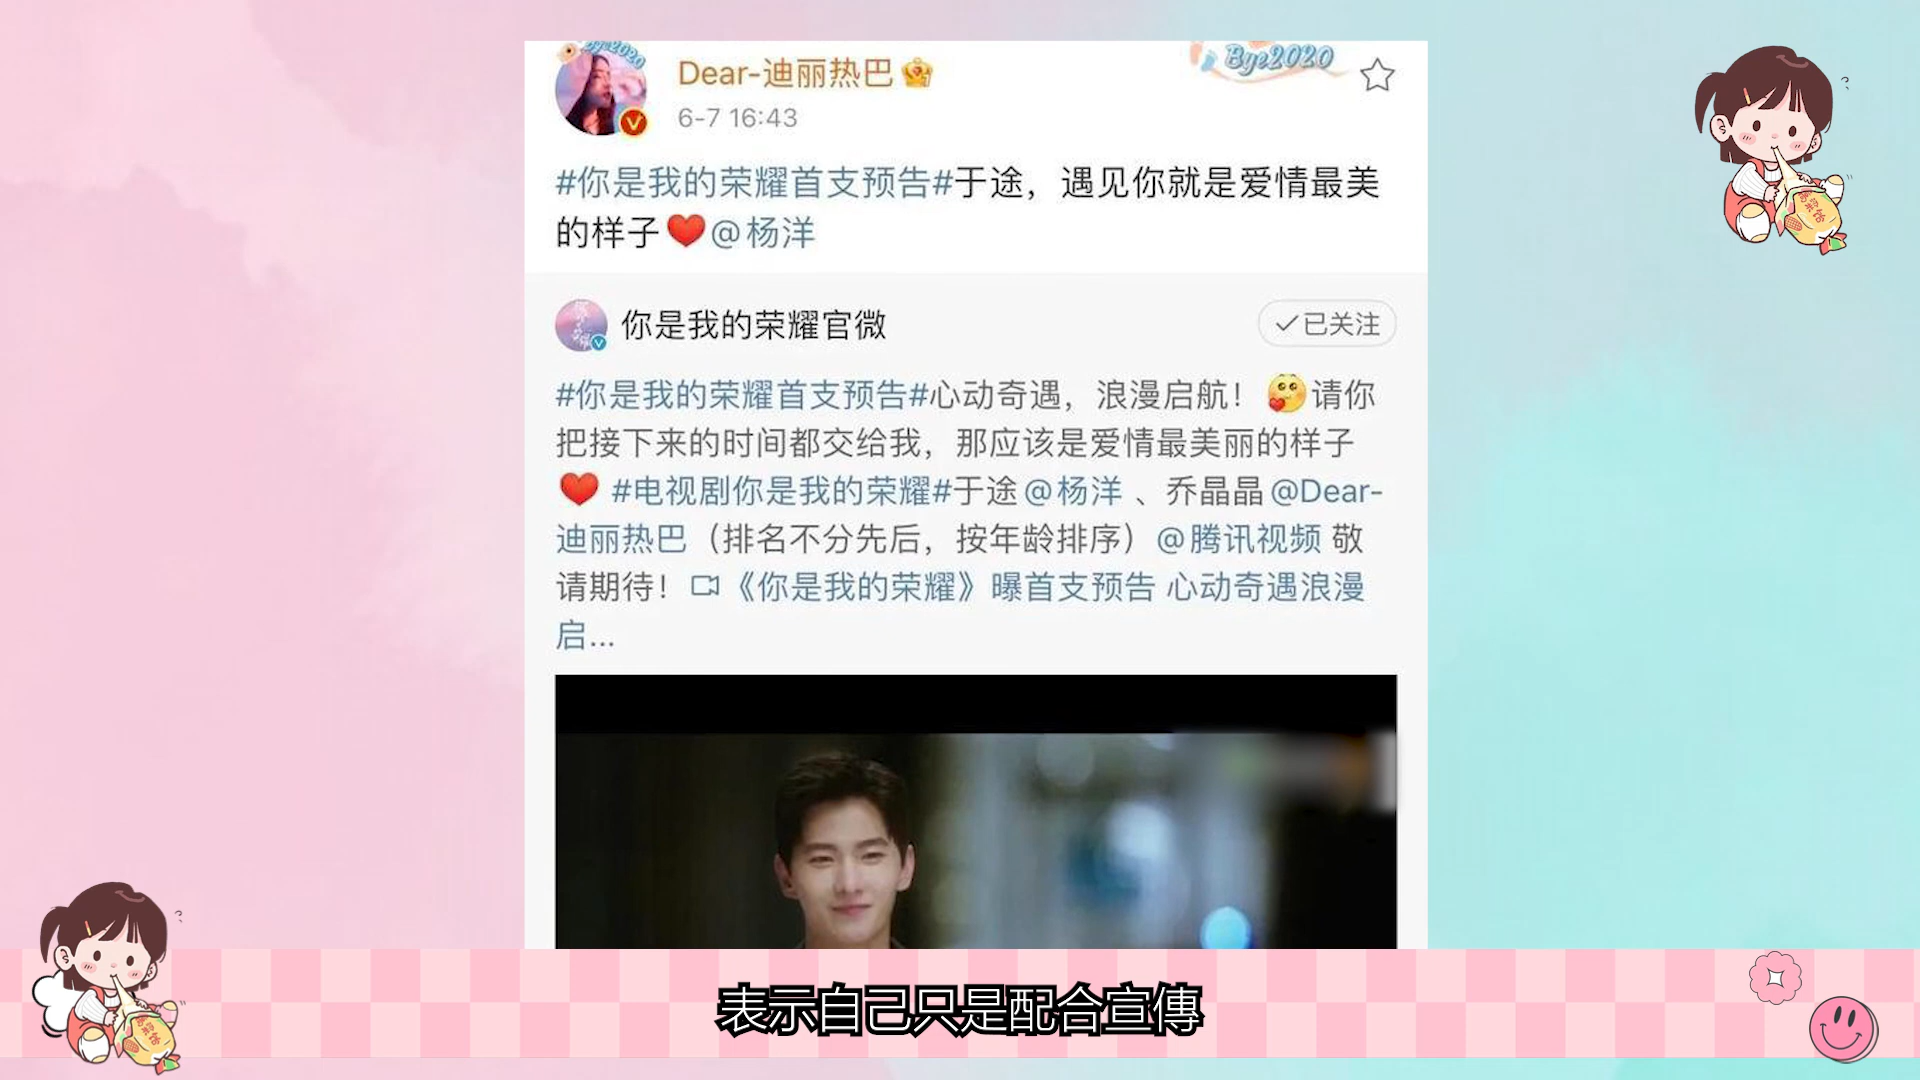 Bye2020
Dear-迪丽热巴
Bye2020
6-7 16:43
#你是我的荣耀首支预告#于途，遇见你就是爱情最美
的样子❤@杨洋
你是我的荣耀官微
已关注
#你是我的荣耀首支预告#心动奇遇，浪漫启航！请你
把接下来的时间都交给我，那应该是爱情最美丽的样子
❤ #电视剧你是我的荣耀#于途@杨洋 、乔晶晶@Dear-
迪丽热巴（排名不分先后，按年龄排序）@腾讯视频 敬
请期待！《你是我的荣耀》曝首支预告 心动奇遇浪漫
启...
表示自己只是配合宣傳